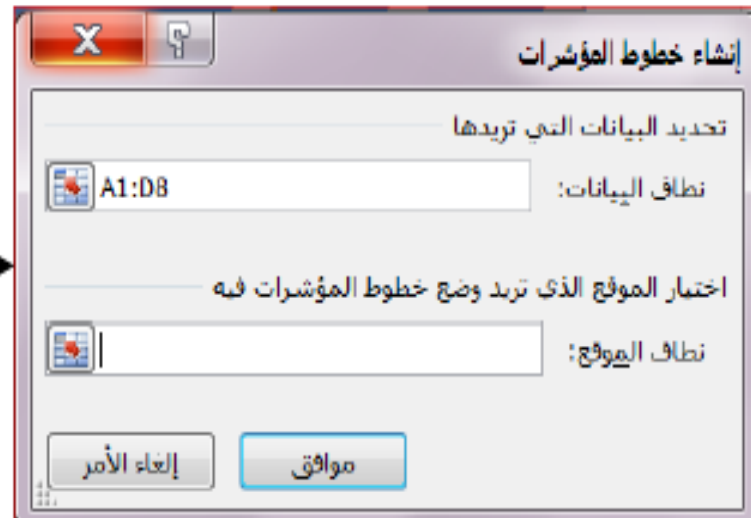 إنشاء خطوط المؤشرات
تحديد البيانات التي تريدها
نطاق البيانات:
A1:D8
اختيار الموقع الذي تريد وضع خطوط المؤشرات فيه
نطاق الموقع:
موافق
إلغاء الأمر